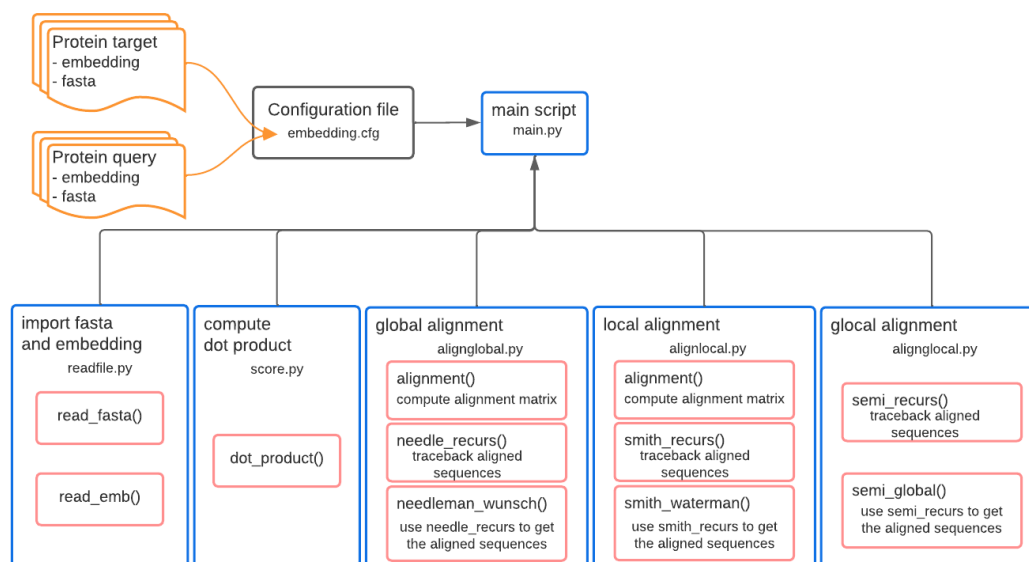 Protein target
- embedding
- fasta
Configuration file
embedding.cfg
main script
main.py
Protein query
- embedding
- fasta
import fasta
and embedding
readfile.py
read_fasta()
read_emb()
compute
dot product
score.py
dot_product()
global alignment
alignglobal.py
alignment()
compute alignment matrix
needle_recurs()
traceback aligned
sequences
needleman_wunsch()
use needle_recurs to get
the aligned sequences
local alignment
alignlocal.py
alignment()
compute alignment matrix
smith_recurs()
traceback aligned
sequences
smith_waterman()
use smith_recurs to get
the aligned sequences
glocal alignment
alignglocal.py
semi_recurs()
traceback aligned
sequences
semi_global()
use semi_recurs to get
the aligned sequences